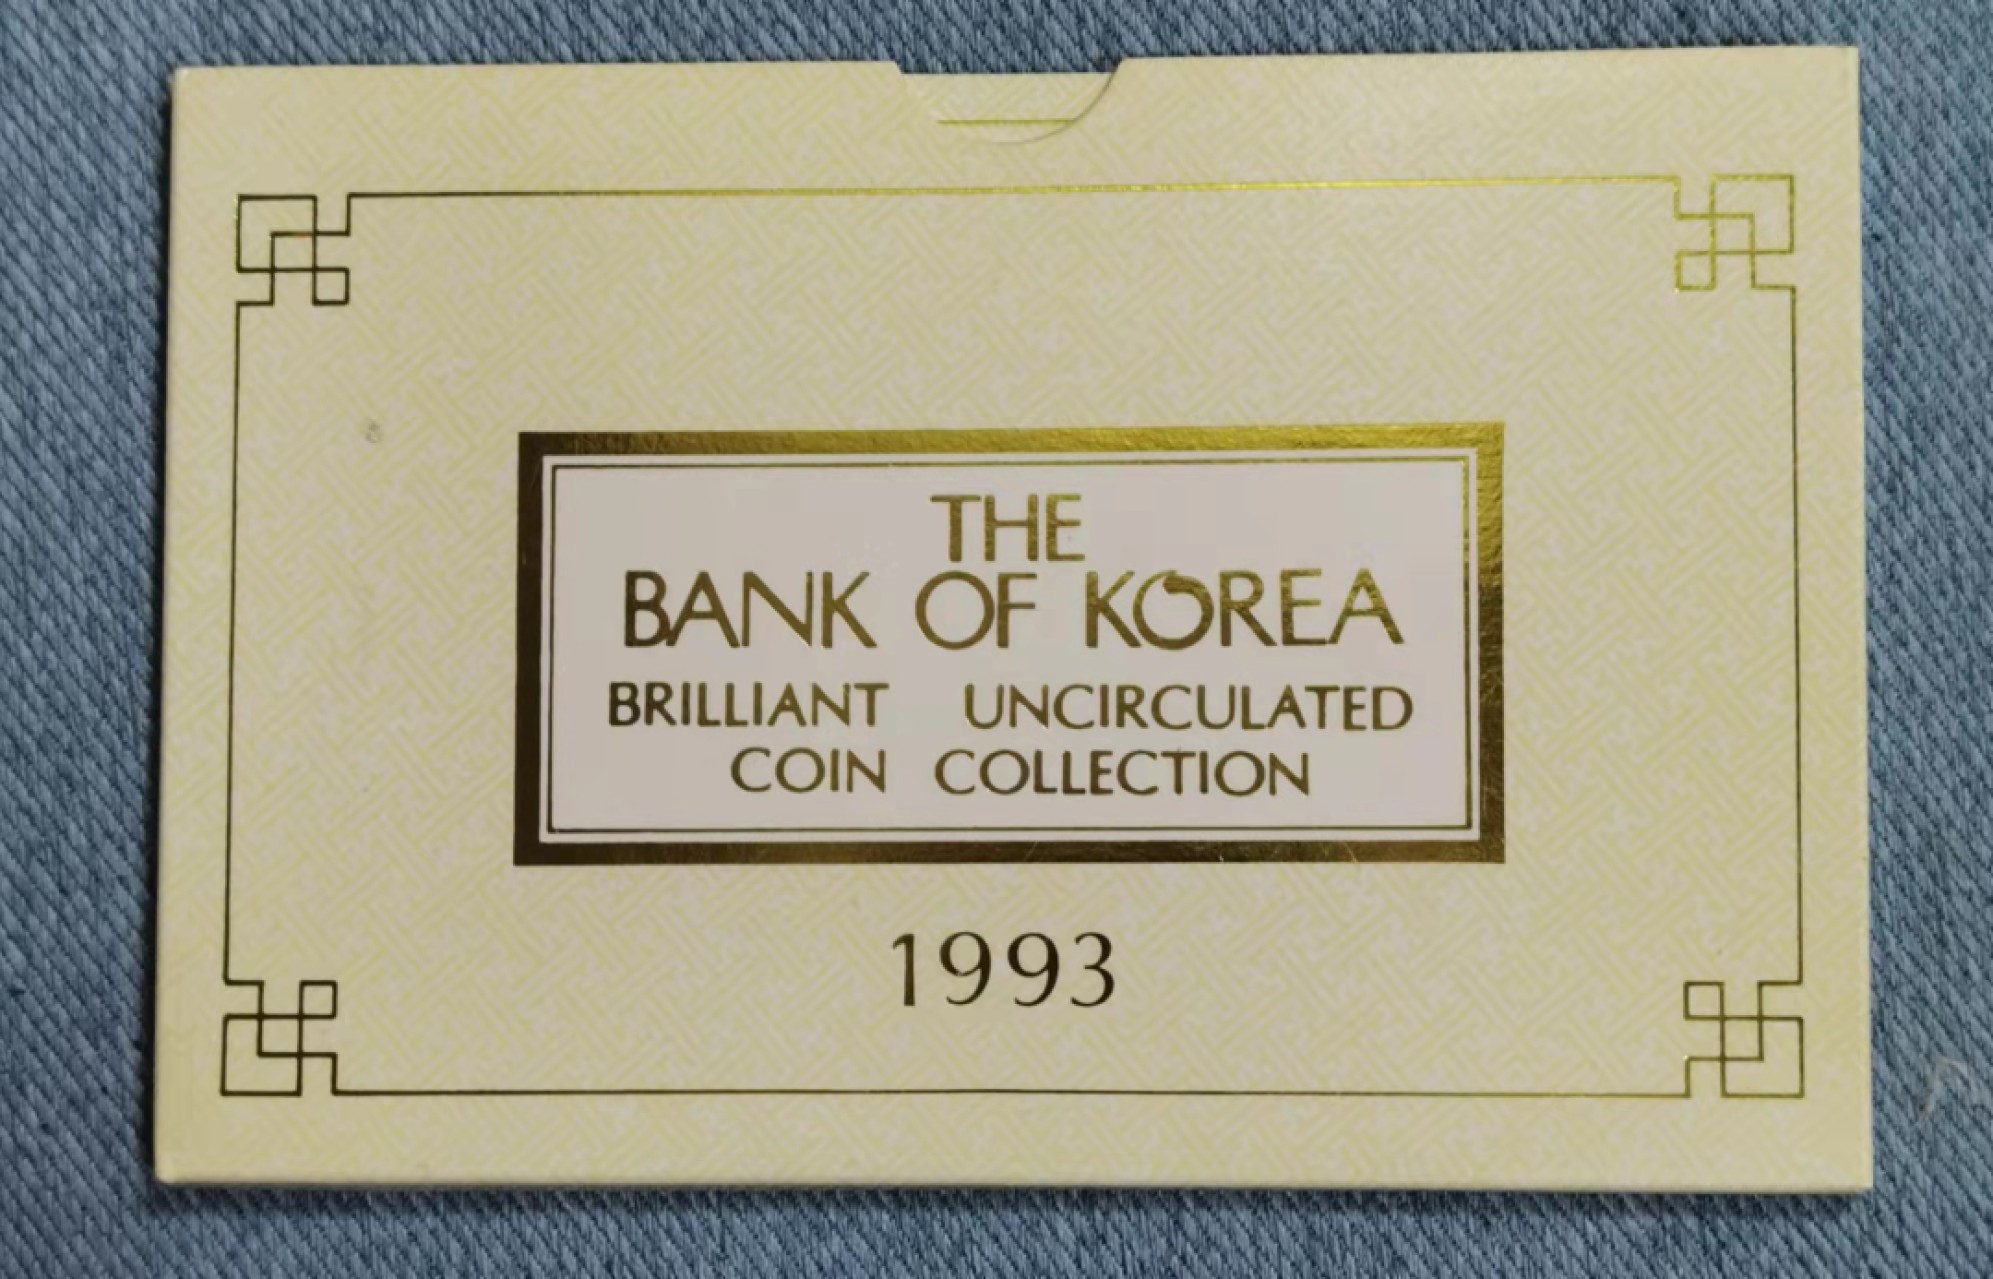 THE
BANK OF KOREA
BRILLIANT UNCIRCULATED
COIN COLLECTION
1993